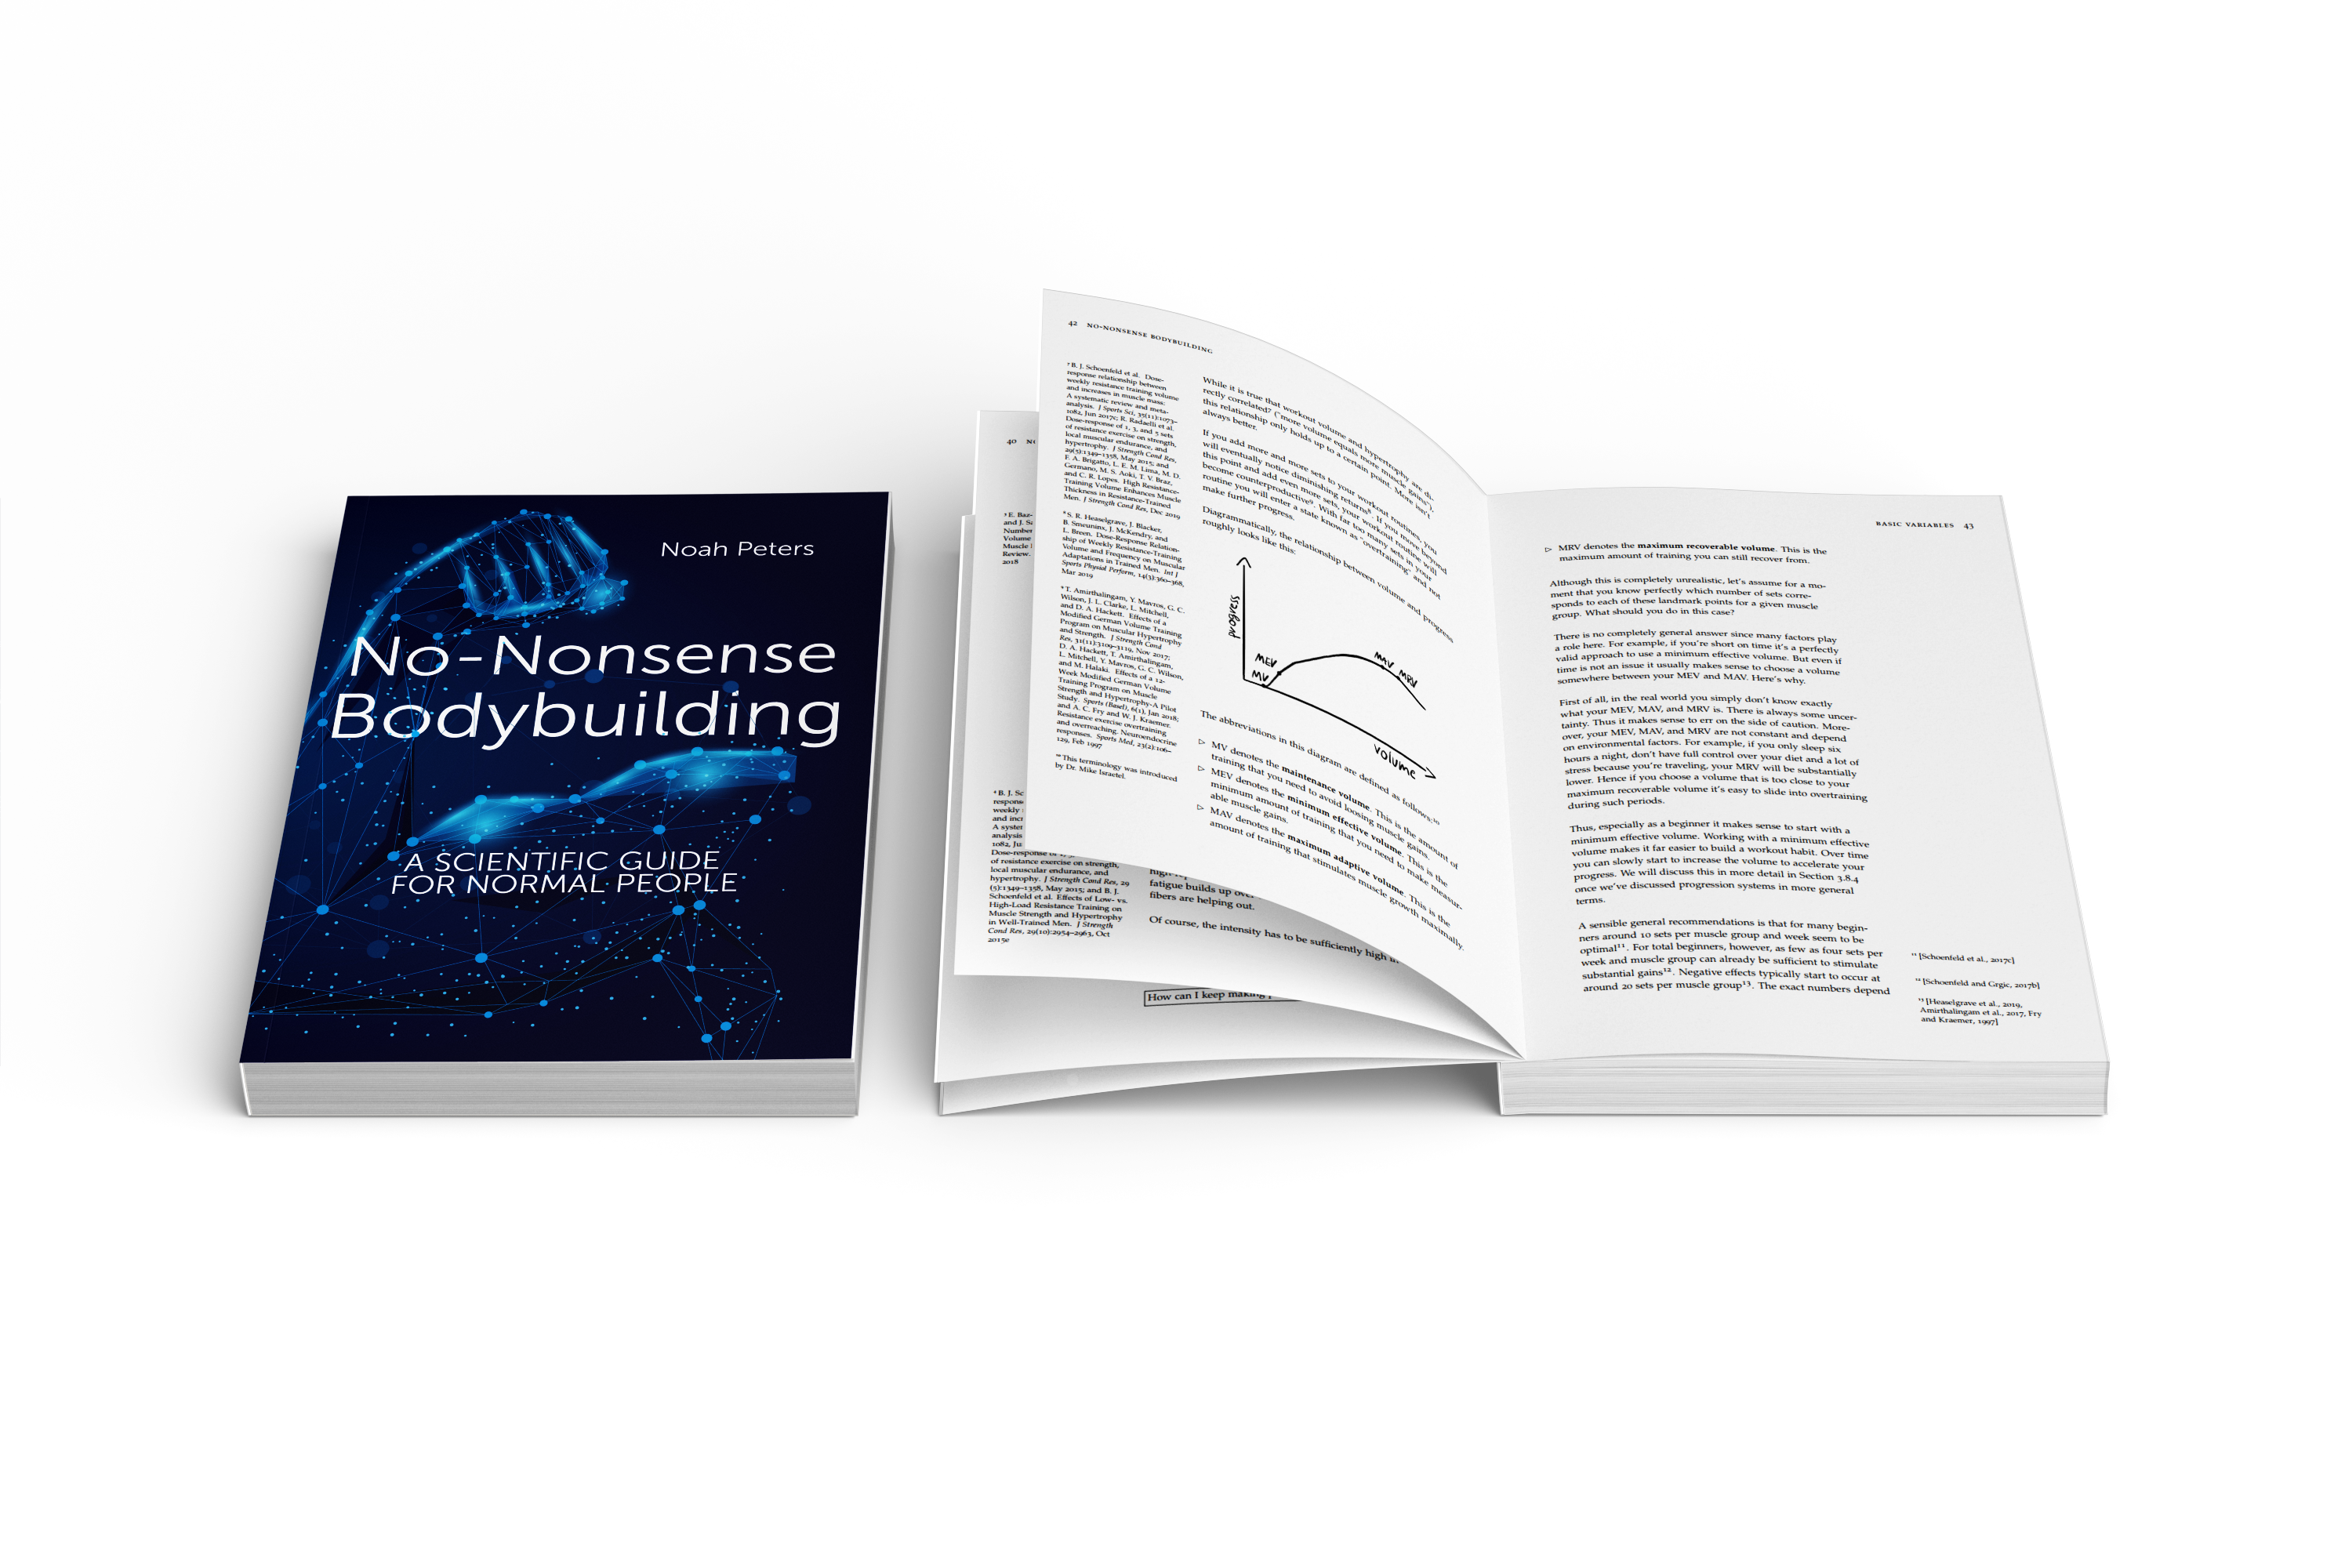 Noah Peters
No-Nonsense
Bodybuilding
A SCIENTIFIC GUIDE
FOR NORMAL PEOPLE
40
3 E. Baz-
and J. Sc
Number
Volume
Muscle
Review.
2018
4 B. J. Sc
respons
weekly
and incr
A system
analysis
1082, Ju
Dose-response of 1,
of resistance exercise on strength,
local muscular endurance, and
hypertrophy. J Strength Cond Res, 29
(5):1349–1358, May 2015; and B. J.
Schoenfeld et al. Effects of Low- vs.
High-Load Resistance Training on
Muscle Strength and Hypertrophy
in Well-Trained Men. J Strength
Cond Res, 29(10):2954–2963, Oct
2015e
fatigue builds up over
fibers are helping out.
Of course, the intensity has to be sufficiently high
How can I keep making
42 NO-NONSENSE BODYBUILDING
7 B. J. Schoenfeld et al. Dose-
response relationship between
weekly resistance training volume
and increases in muscle mass:
A systematic review and meta-
analysis. J Sports Sci, 35(11):1073–
1082, Jun 2017c; R. Radaelli et al.
Dose-response of 1, 3, and 5 sets
of resistance exercise on strength,
local muscular endurance, and
hypertrophy. J Strength Cond Res,
29(5):1349–1358, May 2015; and
F. A. Brigatto, L. E. M. Lima, M. D.
Germano, M. S. Aoki, T. V. Braz,
and C. R. Lopes. High Resistance-
Training Volume Enhances Muscle
Thickness in Resistance-Trained
Men. J Strength Cond Res, Dec 2019
8 S. R. Heaselgrave, J. Blacker,
B. Smeuninx, J. McKendry, and
L. Breen. Dose-Response Relation-
ship of Weekly Resistance-Training
Volume and Frequency on Muscular
Adaptations in Trained Men. Int J
Sports Physiol Perform, 14(3):360–368,
Mar 2019
9 T. Amirthalingam, Y. Mavros, G. C.
Wilson, J. L. Clarke, L. Mitchell,
and D. A. Hackett. Effects of a
Modified German Volume Training
Program on Muscular Hypertrophy
and Strength. J Strength Cond
Res, 31(11):3109–3119, Nov 2017;
D. A. Hackett, T. Amirthalingam,
L. Mitchell, Y. Mavros, G. C. Wilson,
and M. Halaki. Effects of a 12-
Week Modified German Volume
Training Program on Muscle
Strength and Hypertrophy-A Pilot
Study. Sports (Basel), 6(1), Jan 2018;
and A. C. Fry and W. J. Kraemer.
Resistance exercise overtraining
and overreaching. Neuroendocrine
responses. Sports Med, 23(2):106–
129, Feb 1997
10 This terminology was introduced
by Dr. Mike Israetel.
While it is true that workout volume and hypertrophy are di-
rectly correlated7 ("more volume equals more muscle gains"),
this relationship only holds up to a certain point. More isn't
always better.
If you add more and more sets to your workout routines, you
will eventually notice diminishing returns8. If you move beyond
this point and add even more sets, your workout routine will
become counterproductive9. With far too many sets in your
routine you will enter a state known as "overtraining" and not
make further progress.
Diagrammatically, the relationship between volume and progress
roughly looks like this:
progress
MEV
MV
MAV
MRV
volume
The abbreviations in this diagram are defined as follows:10
▷ MV denotes the maintenance volume. This is the amount of
training that you need to avoid loosing muscle gains.
▷ MEV denotes the minimum effective volume. This is the
minimum amount of training that you need to make measur-
able muscle gains.
▷ MAV denotes the maximum adaptive volume. This is the
amount of training that stimulates muscle growth maximally.
BASIC VARIABLES 43
▷ MRV denotes the maximum recoverable volume. This is the
maximum amount of training you can still recover from.
Although this is completely unrealistic, let's assume for a mo-
ment that you know perfectly which number of sets corre-
sponds to each of these landmark points for a given muscle
group. What should you do in this case?
There is no completely general answer since many factors play
a role here. For example, if you're short on time it's a perfectly
valid approach to use a minimum effective volume. But even if
time is not an issue it usually makes sense to choose a volume
somewhere between your MEV and MAV. Here's why.
First of all, in the real world you simply don't know exactly
what your MEV, MAV, and MRV is. There is always some uncer-
tainty. Thus it makes sense to err on the side of caution. More-
over, your MEV, MAV, and MRV are not constant and depend
on environmental factors. For example, if you only sleep six
hours a night, don't have full control over your diet and a lot of
stress because you're traveling, your MRV will be substantially
lower. Hence if you choose a volume that is too close to your
maximum recoverable volume it's easy to slide into overtraining
during such periods.
Thus, especially as a beginner it makes sense to start with a
minimum effective volume. Working with a minimum effective
volume makes it far easier to build a workout habit. Over time
you can slowly start to increase the volume to accelerate your
progress. We will discuss this in more detail in Section 3.8.4
once we've discussed progression systems in more general
terms.
A sensible general recommendations is that for many begin-
ners around 10 sets per muscle group and week seem to be
optimal11. For total beginners, however, as few as four sets per
week and muscle group can already be sufficient to stimulate
substantial gains12. Negative effects typically start to occur at
around 20 sets per muscle group13. The exact numbers depend
11 [Schoenfeld et al., 2017c]
12 [Schoenfeld and Grgic, 2017b]
13 [Heaselgrave et al., 2019,
Amirthalingam et al., 2017, Fry
and Kraemer, 1997]